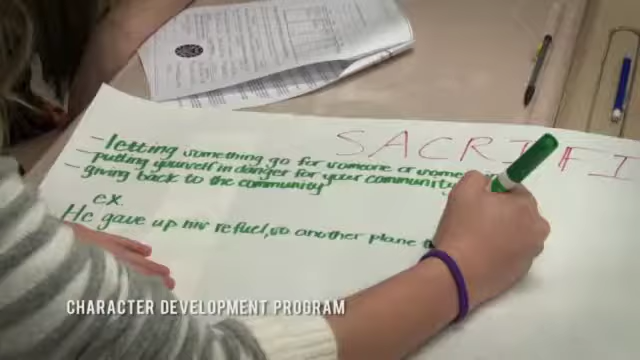 SACRIFI
- letting something go for someone or some
- putting yourself in danger for your community
- giving back to the community
ex.
He gave up his refuel, so another plane
CHARACTER DEVELOPMENT PROGRAM